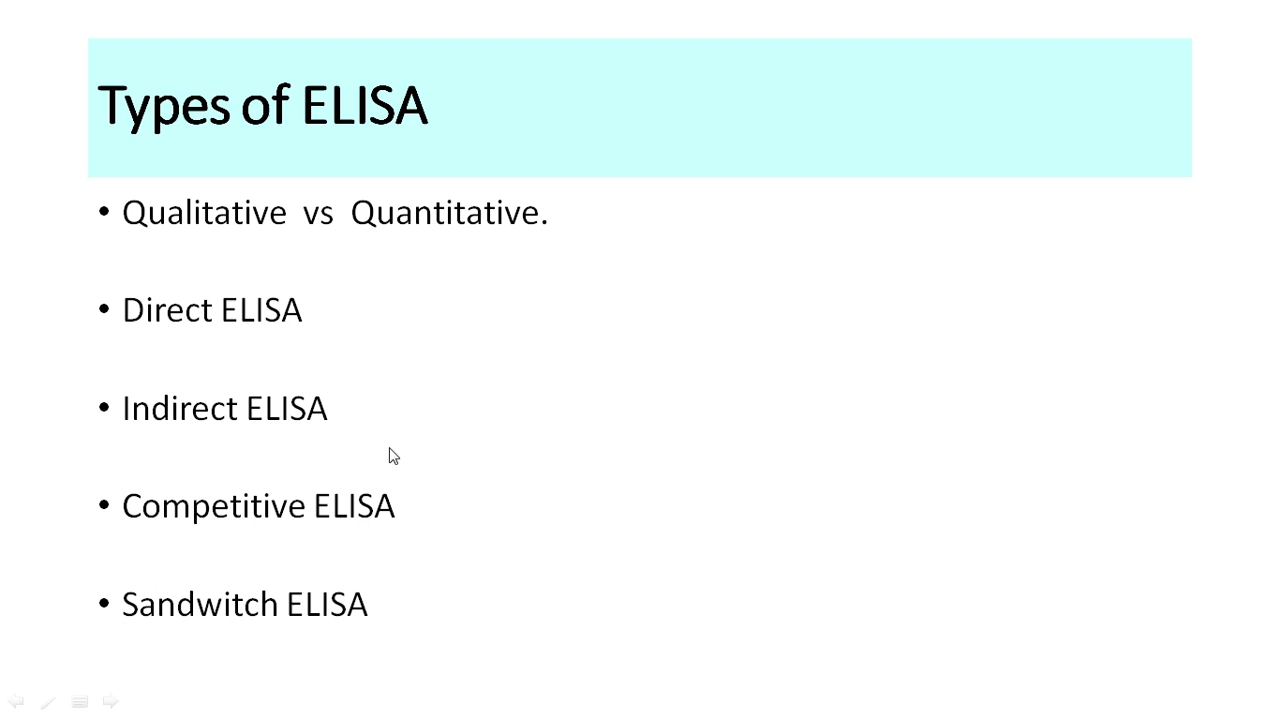 Types of ELISA
• Qualitative vs Quantitative.
• Direct ELISA
• Indirect ELISA
• Competitive ELISA
• Sandwitch ELISA